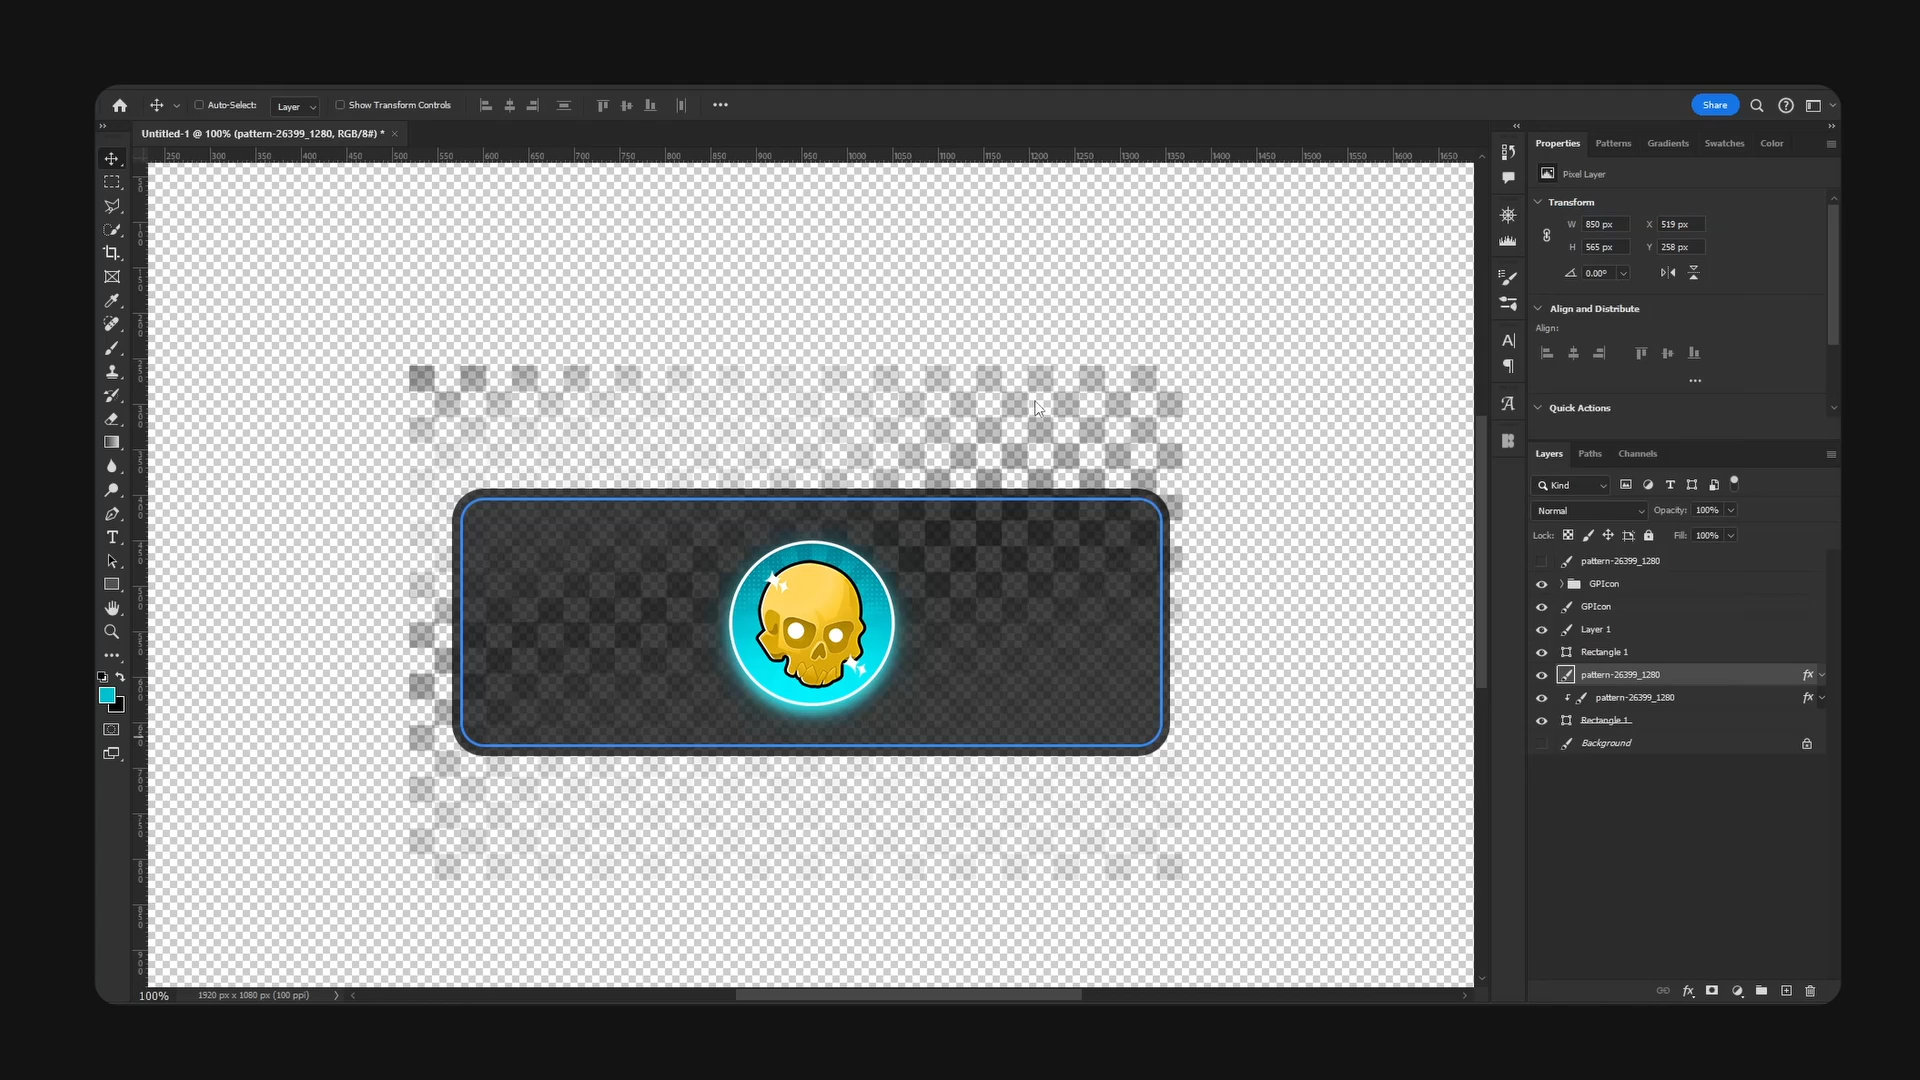 Auto-Select: Layer Show Transform Controls Share
Untitled-1 @ 100% (pattern-26399_1280, RGB/8#) * ×
250 300 350 400 450 500 550 600 650 700 750 800 850 900 950 1000 1050 1100 1150 1200 1250 1300 1350 1400 1450 1500 1550 1600 1650
Properties Patterns Gradients Swatches Color
Pixel Layer
Transform
W 850 px X 519 px
H 565 px Y 258 px
0.00°
Align and Distribute
Align:
Quick Actions
Layers Paths Channels
Kind
Normal Opacity: 100%
Lock: Fill: 100%
pattern-26399_1280
GPIcon
GPIcon
Layer 1
Rectangle 1
pattern-26399_1280 fx
pattern-26399_1280 fx
Rectangle 1
Background
100% 1920 px x 1080 px (100 ppi)